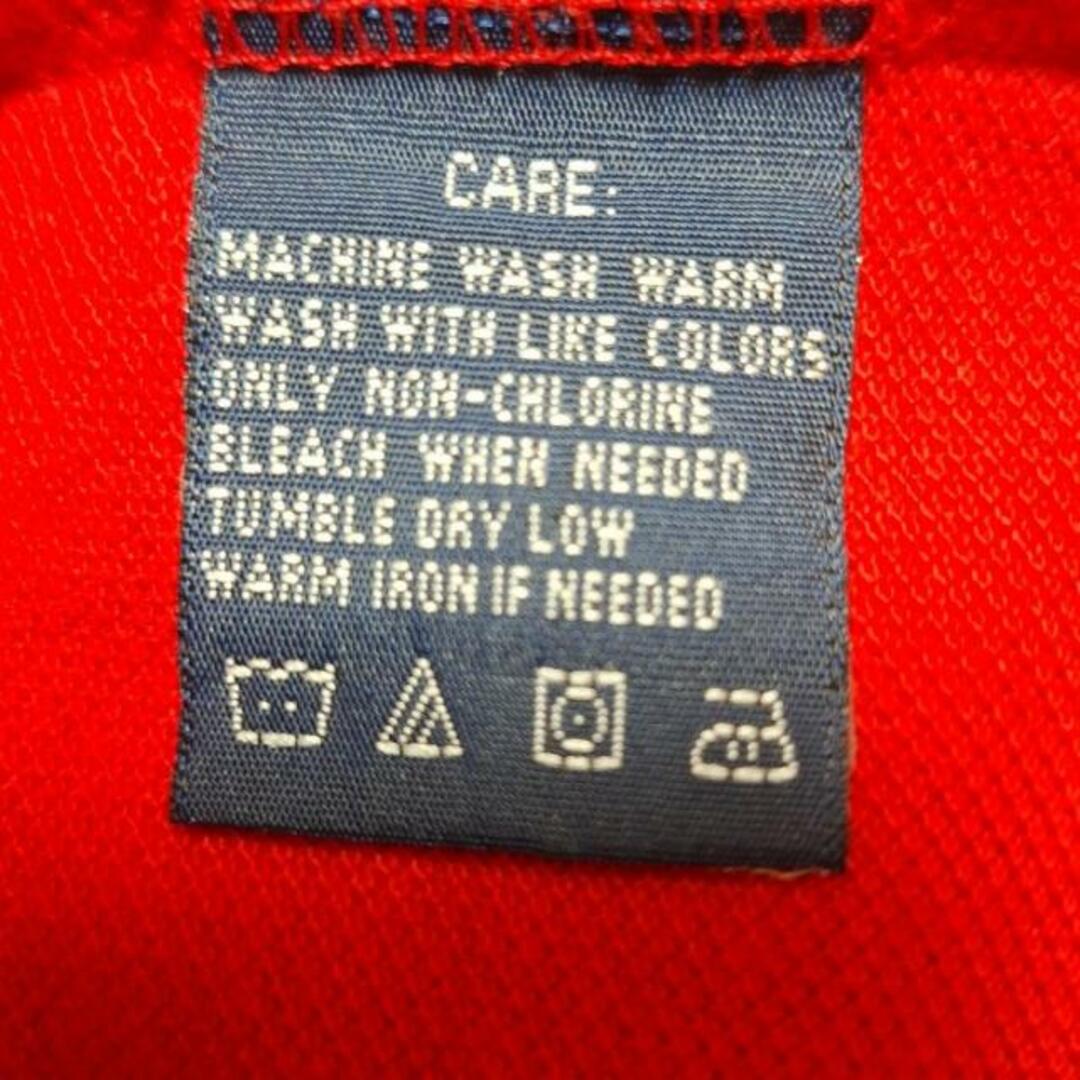 CARE:
MACHINE WASH WARM
WASH WITH LIKE COLORS
ONLY NON-CHLORINE
BLEACH WHEN NEEDED
TUMBLE DRY LOW
WARM IRON IF NEEDED